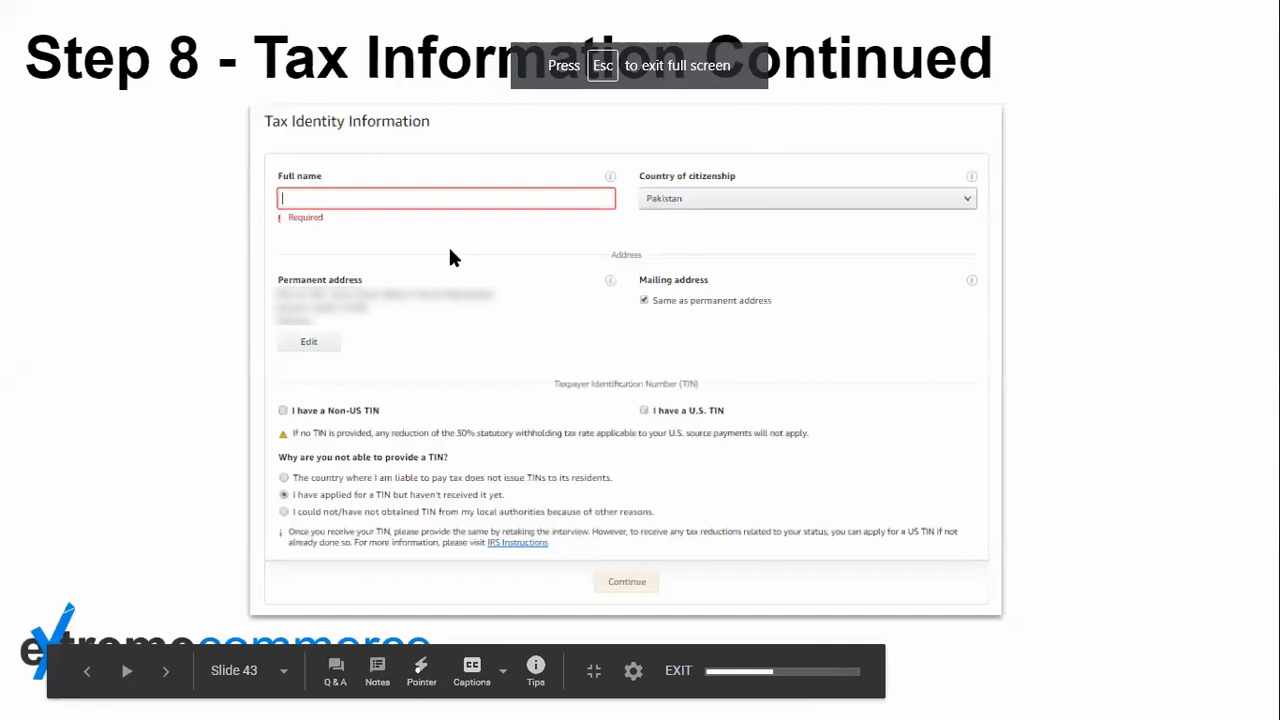 Step 8 - Tax Information Continued
Press Esc to exit full screen
Tax Identity Information
Full name
Country of citizenship
Pakistan
! Required
Address
Permanent address
Mailing address
Same as permanent address
Edit
Taxpayer Identification Number (TIN)
I have a Non-US TIN
I have a U.S. TIN
If no TIN is provided, any reduction of the 30% statutory withholding tax rate applicable to your U.S. source payments will not apply.
Why are you not able to provide a TIN?
The country where I am liable to pay tax does not issue TINs to its residents.
I have applied for a TIN but haven't received it yet.
I could not/have not obtained TIN from my local authorities because of other reasons.
Once you receive your TIN, please provide the same by retaking the interview. However, to receive any tax reductions related to your status, you can apply for a US TIN if not
already done so. For more information, please visit IRS Instructions
Continue
extremecommerce
Slide 43
Q & A
Notes
Pointer
Captions
Tips
EXIT